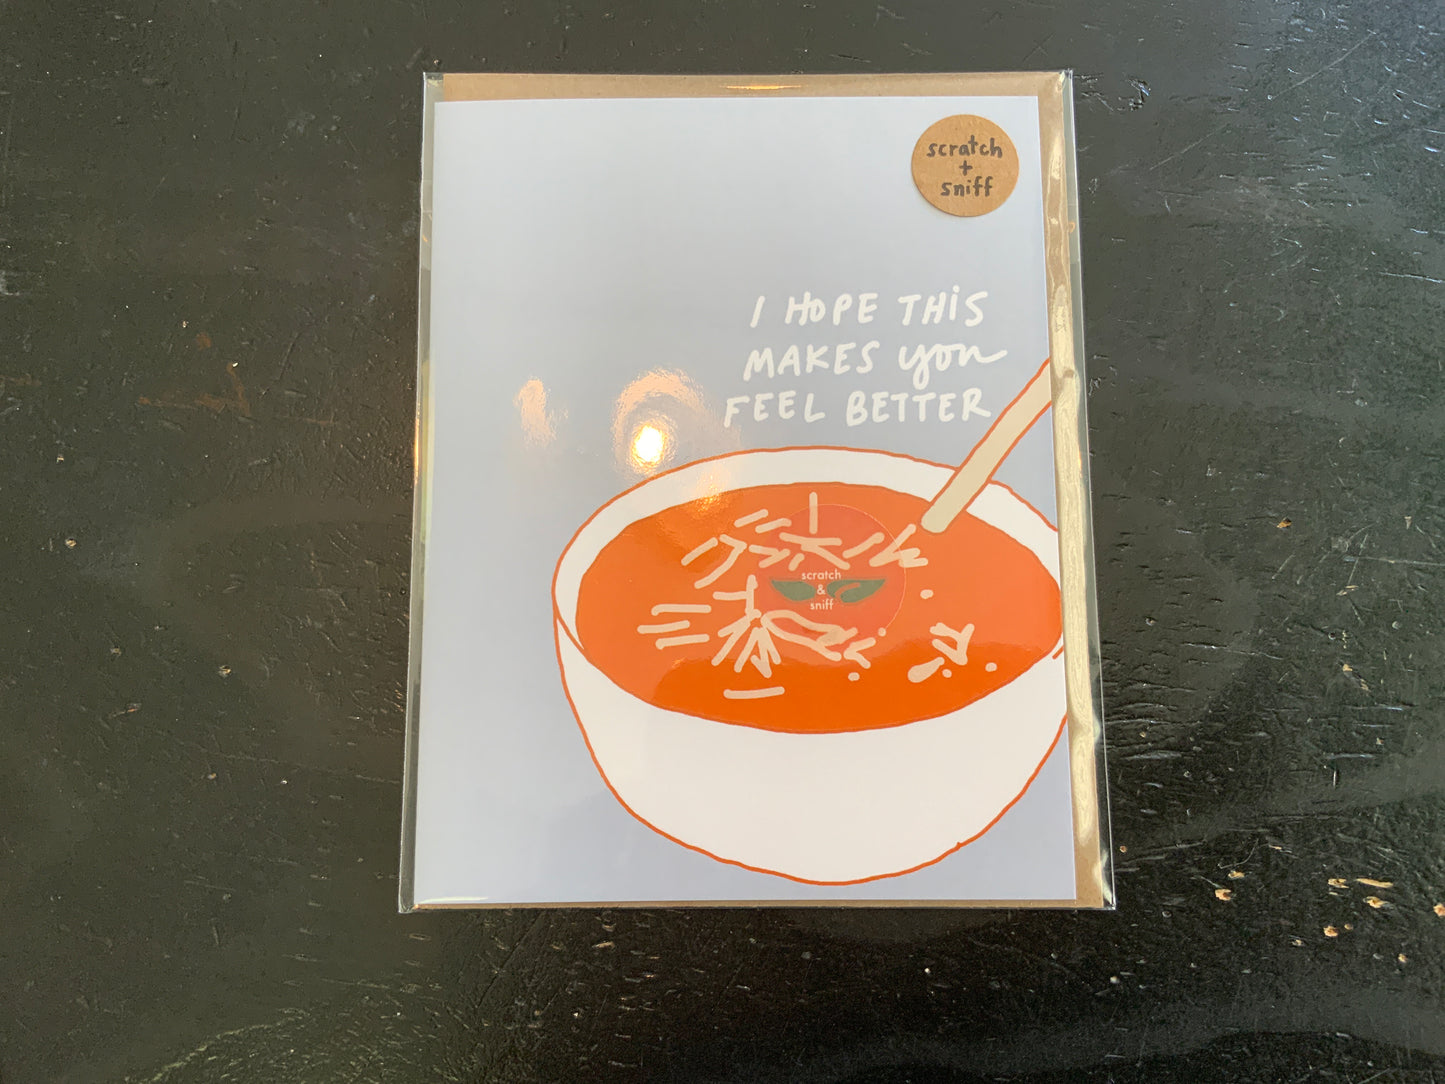 scratch
+
sniff
I HOPE THiS
MAKES you
FEEL BETTER
scratch
&
sniff